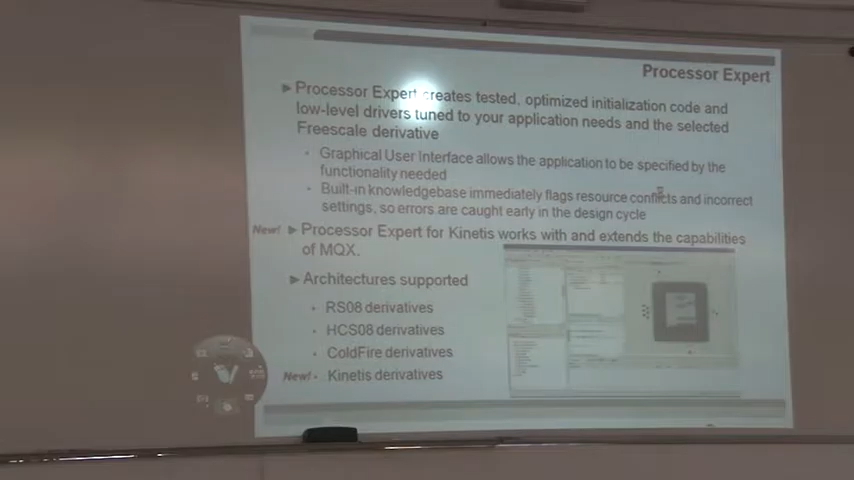 Processor Expert
Processor Expert creates tested, optimized initialization code and
low-level drivers tuned to your application needs and the selected
Freescale derivative
Graphical User Interface allows the application to be specified by the
functionality needed
Built-in knowledgebase immediately flags resource conflicts and incorrect
settings, so errors are caught early in the design cycle
New! Processor Expert for Kinetis works with and extends the capabilities
of MQX.
Architectures supported
RS08 derivatives
HCS08 derivatives
ColdFire derivatives
New! Kinetis derivatives